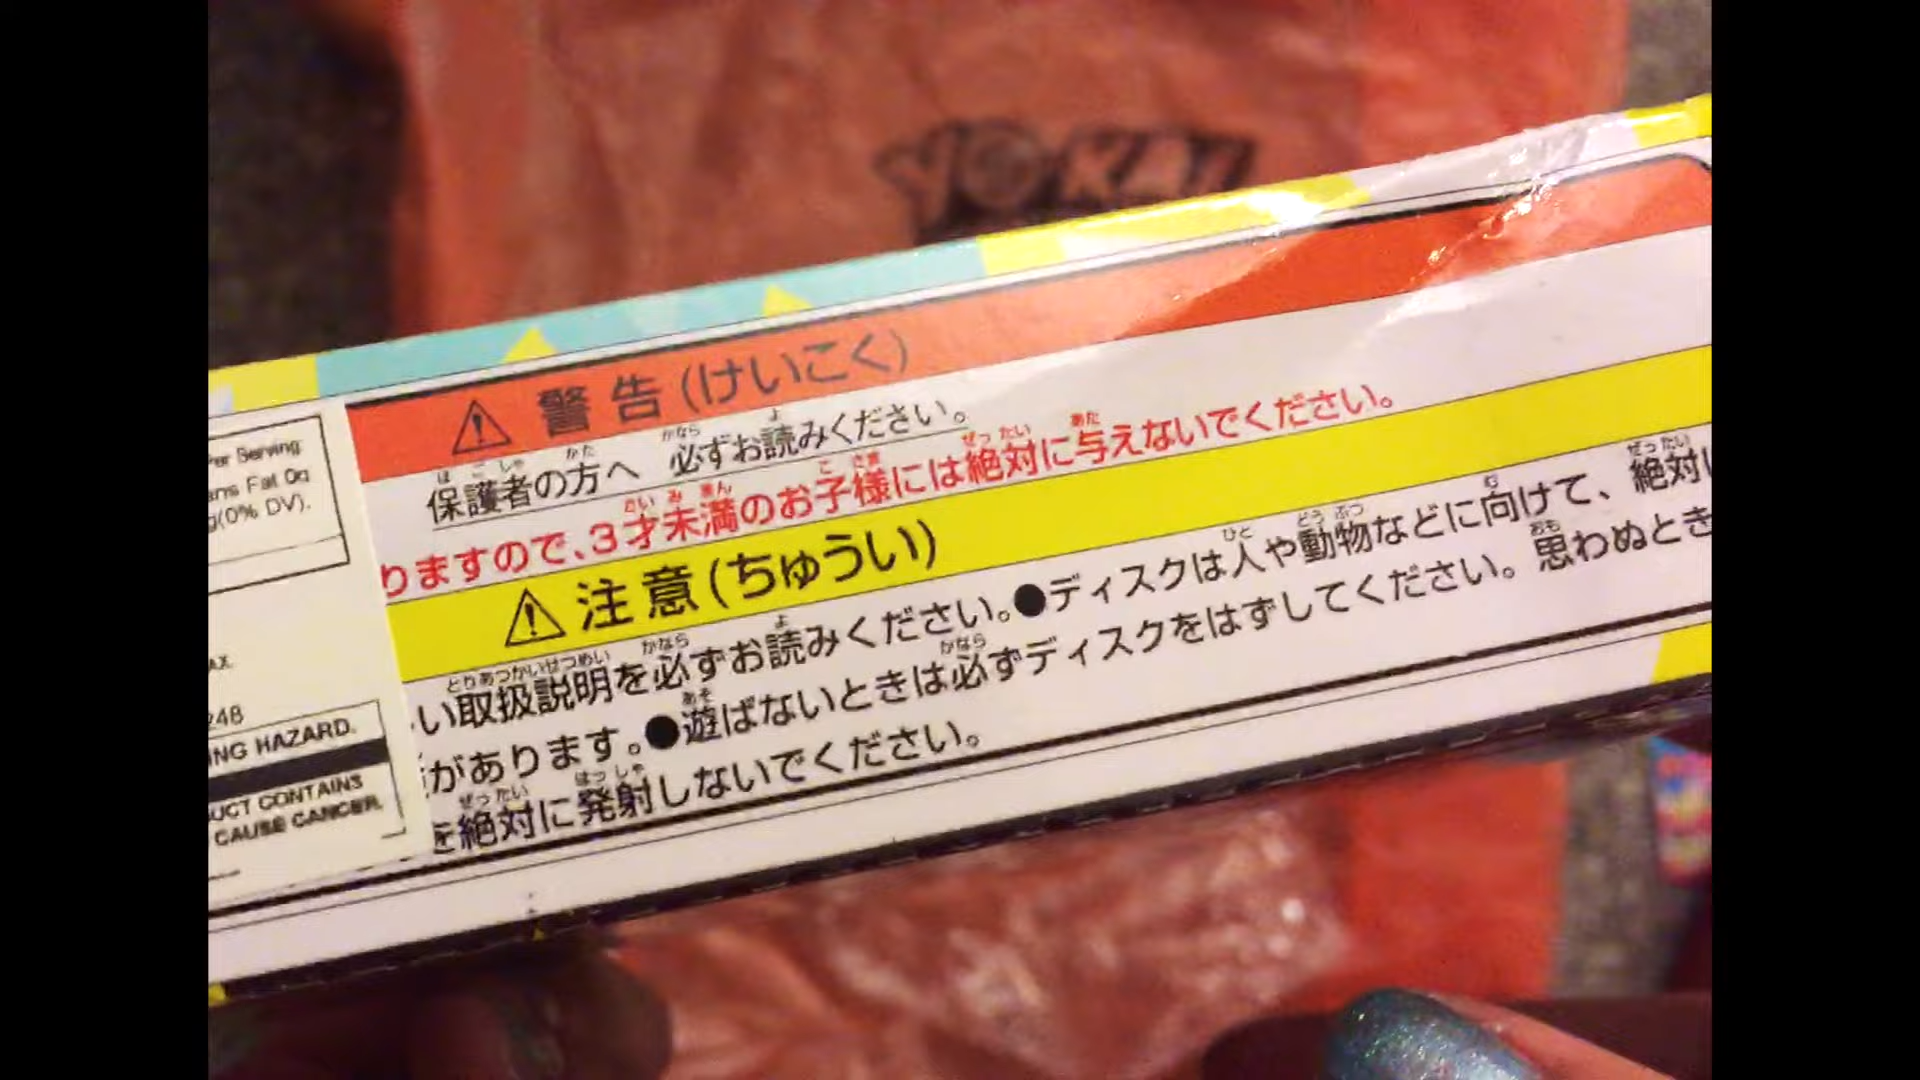 YO-KAI
Per Serving
ans Fat 0g
g(0% DV).
248
ING HAZARD.
UCT CONTAINS
CAUSE CANCER.
⚠ 警告(けいこく)
保護者の方へ 必ずお読みください。
りますので、3才未満のお子様には絶対に与えないでください。
⚠ 注意(ちゅうい)
い取扱説明を必ずお読みください。●ディスクは人や動物などに向けて、絶対
があります。●遊ばないときは必ずディスクをはずしてください。思わぬとき
を絶対に発射しないでください。